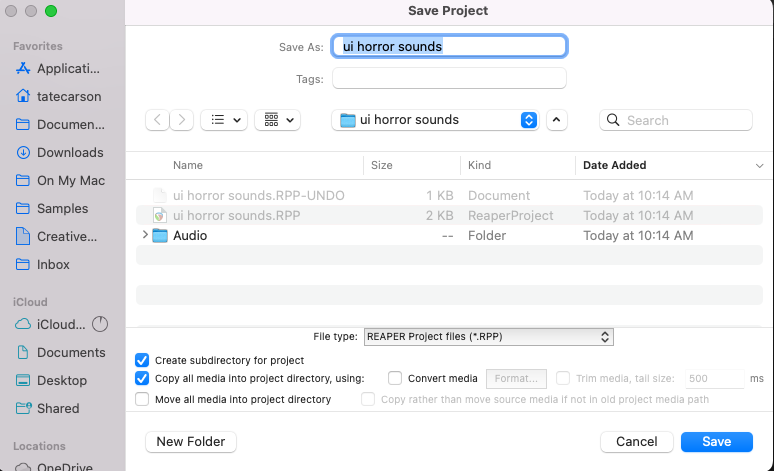 Save Project
Save As: ui horror sounds
Tags:
ui horror sounds
Search
Favorites
Applicati...
tatecarson
Documen...
Downloads
On My Mac
Samples
Creative...
Inbox
iCloud
iCloud...
Documents
Desktop
Shared
Locations
OneDrive
Name Size Kind Date Added
ui horror sounds.RPP-UNDO 1 KB Document Today at 10:14 AM
ui horror sounds.RPP 2 KB ReaperProject Today at 10:14 AM
Audio -- Folder Today at 10:14 AM
File type: REAPER Project files (*.RPP)
Create subdirectory for project
Copy all media into project directory, using: Convert media Format... Trim media, tail size: 500 ms
Move all media into project directory Copy rather than move source media if not in old project media path
New Folder Cancel Save